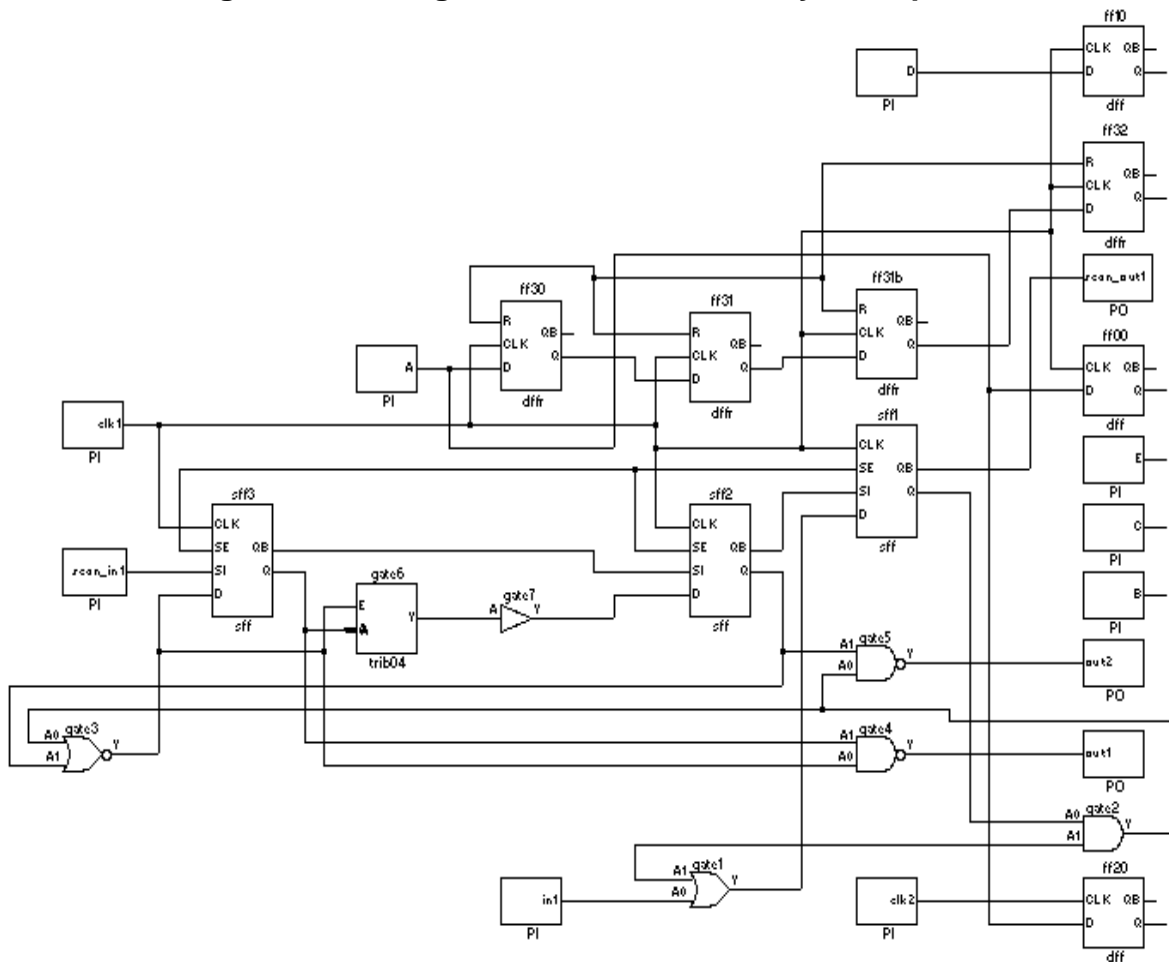 ff10
CLK QB
D Q
dff
D
PI
ff32
R
CLK QB
D Q
dffr
scan_out1
PO
ff30
R
CLK QB
D Q
dffr
ff31
R
CLK QB
D Q
dffr
ff31b
R
CLK QB
D Q
dffr
ff00
CLK QB
D Q
dff
A
PI
clk1
PI
sff1
CLK
SE QB
SI Q
D
sff
E
PI
sff3
CLK
SE QB
SI Q
D
sff
sff2
CLK
SE QB
SI Q
D
sff
C
PI
scan_in1
PI
gate6
E
A Y
trib04
gate7
A Y
B
PI
gate5
A1 Y
A0
out2
PO
gate3
A0 Y
A1
gate4
A1 Y
A0
out1
PO
gate2
A0 Y
A1
gate1
A1 Y
A0
in1
PI
clk2
PI
ff20
CLK QB
D Q
dff